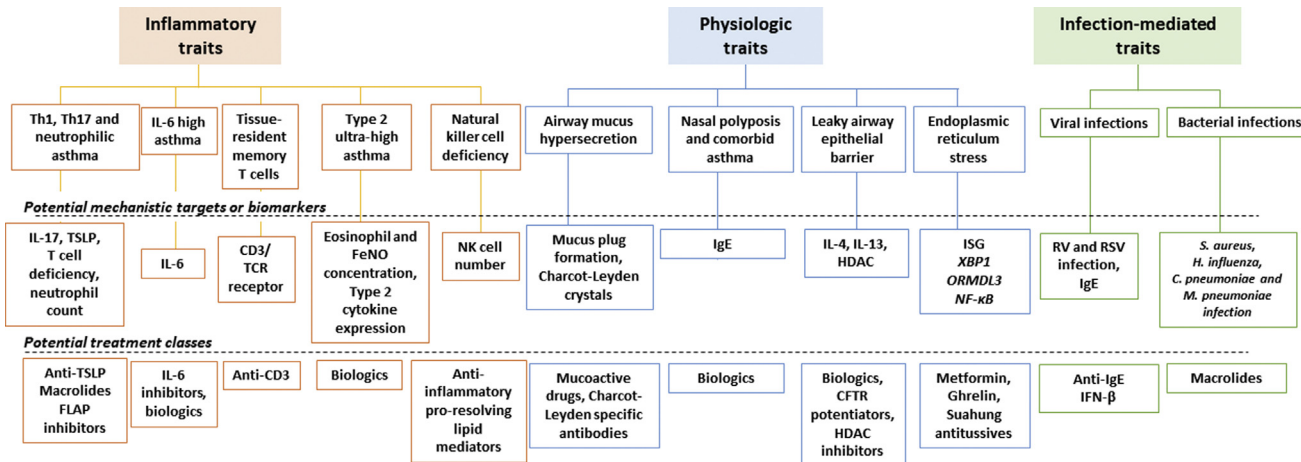 Inflammatory
traits
Physiologic
traits
Infection-mediated
traits
Th1, Th17 and
neutrophilic
asthma
IL-6 high
asthma
Tissue-
resident
memory
T cells
Type 2
ultra-high
asthma
Natural
killer cell
deficiency
Airway mucus
hypersecretion
Nasal polyposis
and comorbid
asthma
Leaky airway
epithelial
barrier
Endoplasmic
reticulum
stress
Viral infections
Bacterial infections
Potential mechanistic targets or biomarkers
IL-17, TSLP,
T cell
deficiency,
neutrophil
count
IL-6
CD3/
TCR
receptor
Eosinophil and
FeNO
concentration,
Type 2
cytokine
expression
NK cell
number
Mucus plug
formation,
Charcot-Leyden
crystals
IgE
IL-4, IL-13,
HDAC
ISG
XBP1
ORMDL3
NF-κB
RV and RSV
infection,
IgE
S. aureus,
H. influenza,
C. pneumoniae and
M. pneumoniae
infection
Potential treatment classes
Anti-TSLP
Macrolides
FLAP
inhibitors
IL-6
inhibitors,
biologics
Anti-CD3
Biologics
Anti-
inflammatory
pro-resolving
lipid
mediators
Mucoactive
drugs, Charcot-
Leyden specific
antibodies
Biologics
Biologics,
CFTR
potentiators,
HDAC
inhibitors
Metformin,
Ghrelin,
Suahung
antitussives
Anti-IgE
IFN-β
Macrolides